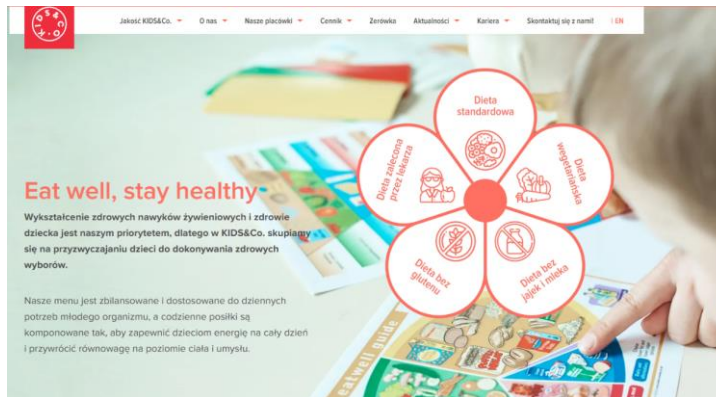 KIDS&CO.
Jakość KIDS&Co.
O nas
Nasze placówki
Cennik
Zerówka
Aktualności
Kariera
Skontaktuj się z nami!
| EN
Eat well, stay healthy
Wykształcenie zdrowych nawyków żywieniowych i zdrowie
dziecka jest naszym priorytetem, dlatego w KIDS&Co. skupiamy
się na przyzwyczajaniu dzieci do dokonywania zdrowych
wyborów.
Nasze menu jest zbilansowane i dostosowane do dziennych
potrzeb młodego organizmu, a codzienne posiłki są
komponowane tak, aby zapewnić dzieciom energię na cały dzień
i przywrócić równowagę na poziomie ciała i umysłu.
Dieta
standardowa
Dieta
wegetariańska
Dieta bez
jajek i mleka
Dieta bez
glutenu
Dieta zalecona
przez lekarza
eatwell guide